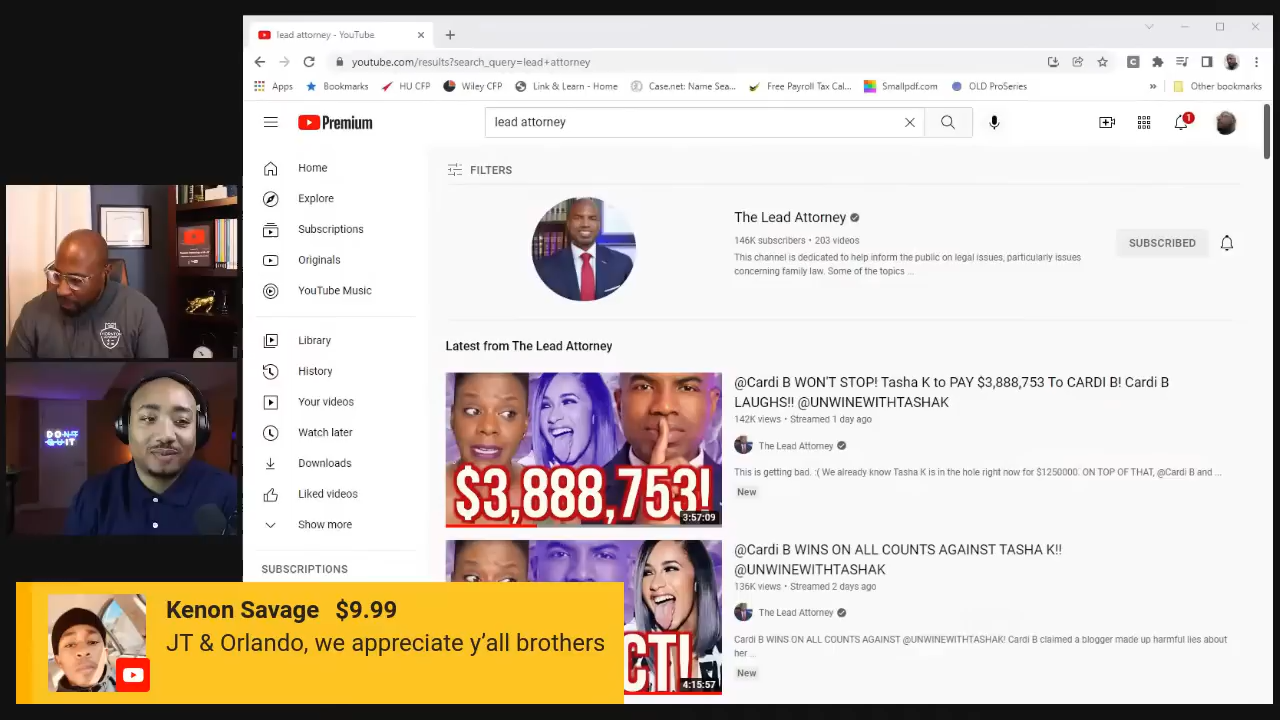 lead attorney - YouTube
youtube.com/results?search_query=lead+attorney
Apps
Bookmarks
HU CFP
Wiley CFP
Link & Learn - Home
Case.net: Name Sea...
Free Payroll Tax Cal...
Smallpdf.com
OLD ProSeries
»
Other bookmarks
Premium
lead attorney
1
Home
Explore
Subscriptions
Originals
YouTube Music
Library
History
Your videos
Watch later
Downloads
Liked videos
Show more
SUBSCRIPTIONS
FILTERS
The Lead Attorney
146K subscribers • 203 videos
This channel is dedicated to help inform the public on legal issues, particularly issues
concerning family law. Some of the topics ...
SUBSCRIBED
Latest from The Lead Attorney
$3,888,753!
3:57:09
@Cardi B WON'T STOP! Tasha K to PAY $3,888,753 To CARDI B! Cardi B
LAUGHS!! @UNWINEWITHTASHAK
142K views • Streamed 1 day ago
The Lead Attorney
This is getting bad. :( We already know Tasha K is in the hole right now for $1250000. ON TOP OF THAT, @Cardi B and ...
New
CT!
4:15:57
@Cardi B WINS ON ALL COUNTS AGAINST TASHA K!!
@UNWINEWITHTASHAK
136K views • Streamed 2 days ago
The Lead Attorney
Cardi B WINS ON ALL COUNTS AGAINST @UNWINEWITHTASHAK! Cardi B claimed a blogger made up harmful lies about
her ...
New
DON'T
QUIT
Kenon Savage $9.99
JT & Orlando, we appreciate y’all brothers